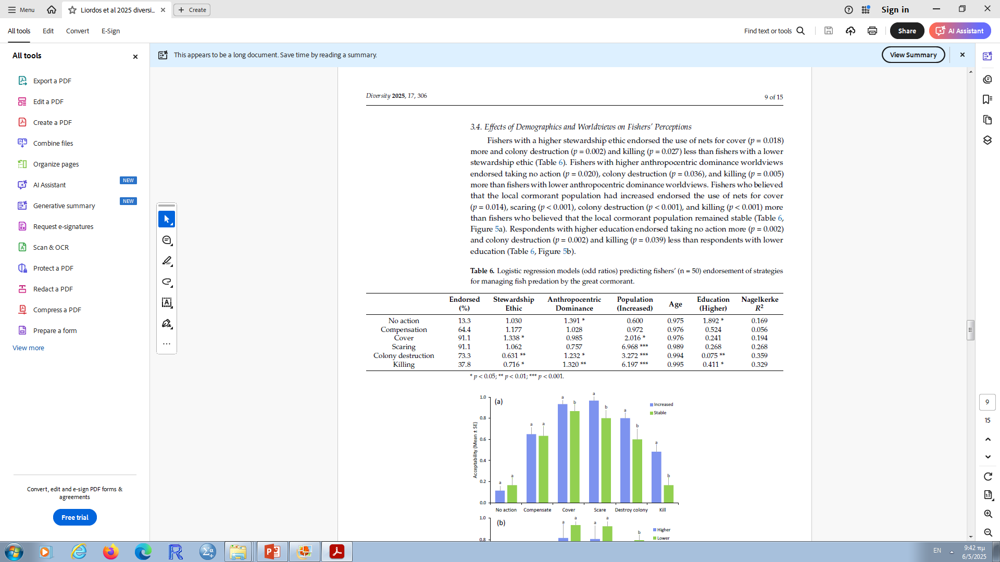 Menu
Liordos et al 2025 diversi...
Create
Sign in
All tools
Edit
Convert
E-Sign
Find text or tools
Share
AI Assistant
All tools
This appears to be a long document. Save time by reading a summary.
View Summary
Export a PDF
Edit a PDF
Create a PDF
Combine files
Organize pages
AI Assistant
NEW
Generative summary
NEW
Request e-signatures
Scan & OCR
Protect a PDF
Redact a PDF
Compress a PDF
Prepare a form
View more
Convert, edit and e-sign PDF forms &
agreements
Free trial
Diversity 2025, 17, 306
9 of 15
3.4. Effects of Demographics and Worldviews on Fishers' Perceptions
Fishers with a higher stewardship ethic endorsed the use of nets for cover (p = 0.018)
more and colony destruction (p = 0.002) and killing (p = 0.027) less than fishers with a lower
stewardship ethic (Table 6). Fishers with higher anthropocentric dominance worldviews
endorsed taking no action (p = 0.020), colony destruction (p = 0.036), and killing (p = 0.005)
more than fishers with lower anthropocentric dominance worldviews. Fishers who believed
that the local cormorant population had increased endorsed the use of nets for cover
(p = 0.014), scaring (p < 0.001), colony destruction (p < 0.001), and killing (p < 0.001) more
than fishers who believed that the local cormorant population remained stable (Table 6,
Figure 5a). Respondents with higher education endorsed taking no action more (p = 0.002)
and colony destruction (p = 0.002) and killing (p = 0.039) less than respondents with lower
education (Table 6, Figure 5b).
Table 6. Logistic regression models (odd ratios) predicting fishers' (n = 50) endorsement of strategies
for managing fish predation by the great cormorant.
Endorsed Stewardship Anthropocentric Population Age Education Nagelkerke
(%) Ethic Dominance (Increased) (Higher) R2
No action 13.3 1.030 1.391 * 0.600 0.975 1.892 * 0.169
Compensation 64.4 1.177 1.028 0.972 0.976 0.524 0.056
Cover 91.1 1.338 * 0.985 2.016 * 0.976 0.241 0.194
Scaring 91.1 1.062 0.757 6.968 *** 0.989 0.268 0.268
Colony destruction 73.3 0.631 ** 1.232 * 3.272 *** 0.994 0.075 ** 0.359
Killing 37.8 0.716 * 1.320 ** 6.197 *** 0.995 0.411 * 0.329
* p < 0.05; ** p < 0.01; *** p < 0.001.
(a)
Increased
Stable
Acceptability (Mean ± SE)
1.0
0.8
0.6
0.4
0.2
0.0
a a a a a b a b a b a b
No action Compensate Cover Scare Destroy colony Kill
(b)
1.0
0.8
a a a a b
Higher
Lower
9
15
EN
9:42 πμ
6/5/2025